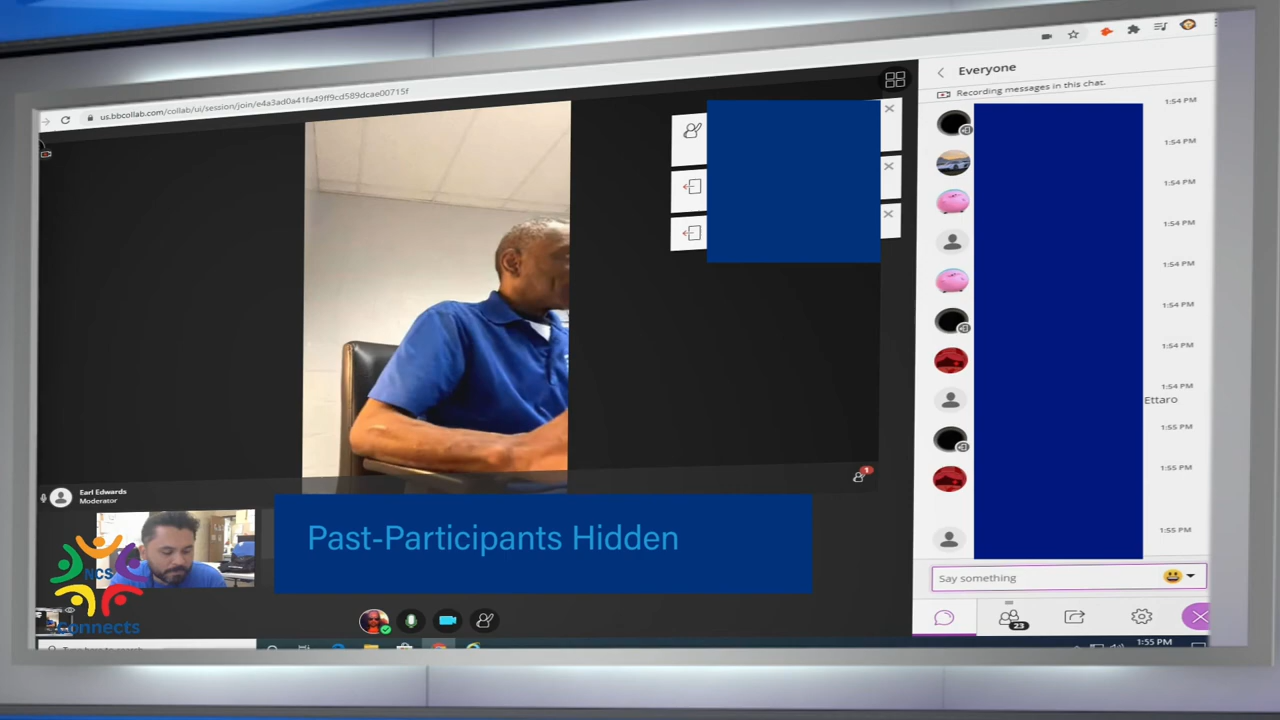 us.bbcollab.com/collab/ui/session/join/e4a3ad0a41fa49ff9cd589dcae00715f
Everyone
Recording messages in this chat.
1:54 PM
1:54 PM
1:54 PM
1:54 PM
1:54 PM
1:54 PM
1:54 PM
1:54 PM
Ettaro
1:55 PM
1:55 PM
1:55 PM
1
Earl Edwards
Moderator
Past-Participants Hidden
NCS
Connects
Say something
23
1:55 PM